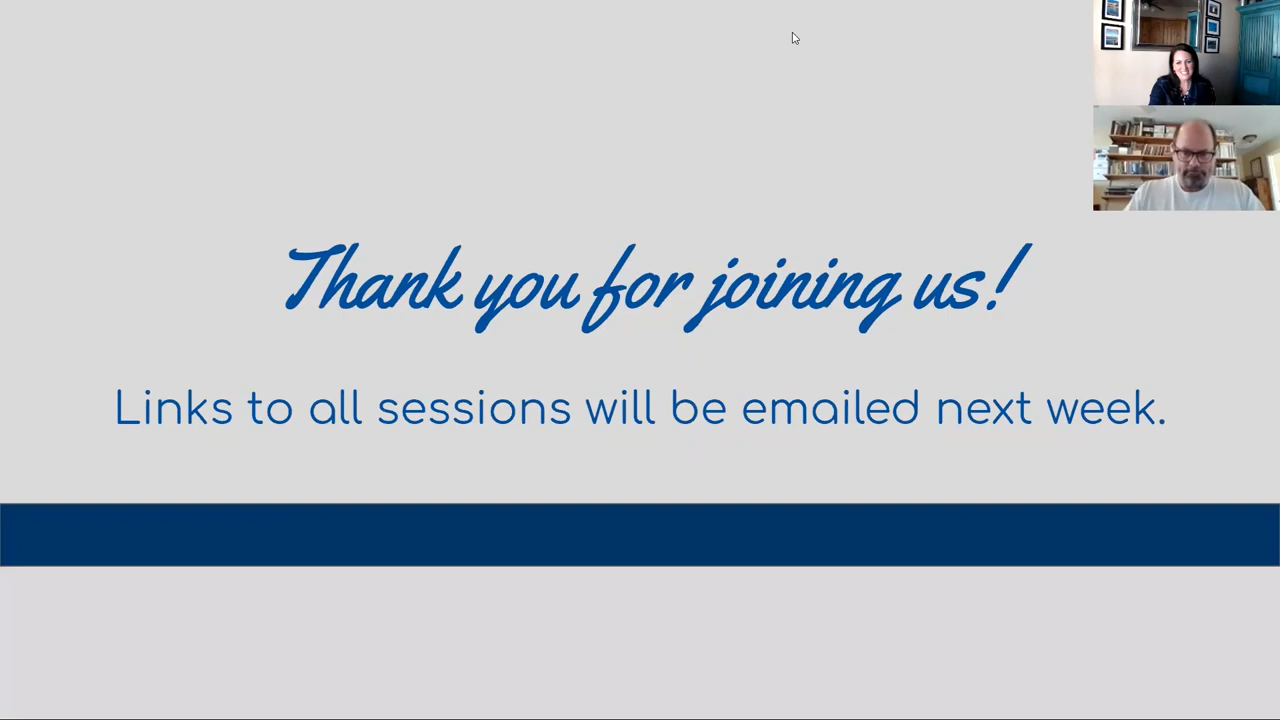 Thank you for joining us!
Links to all sessions will be emailed next week.